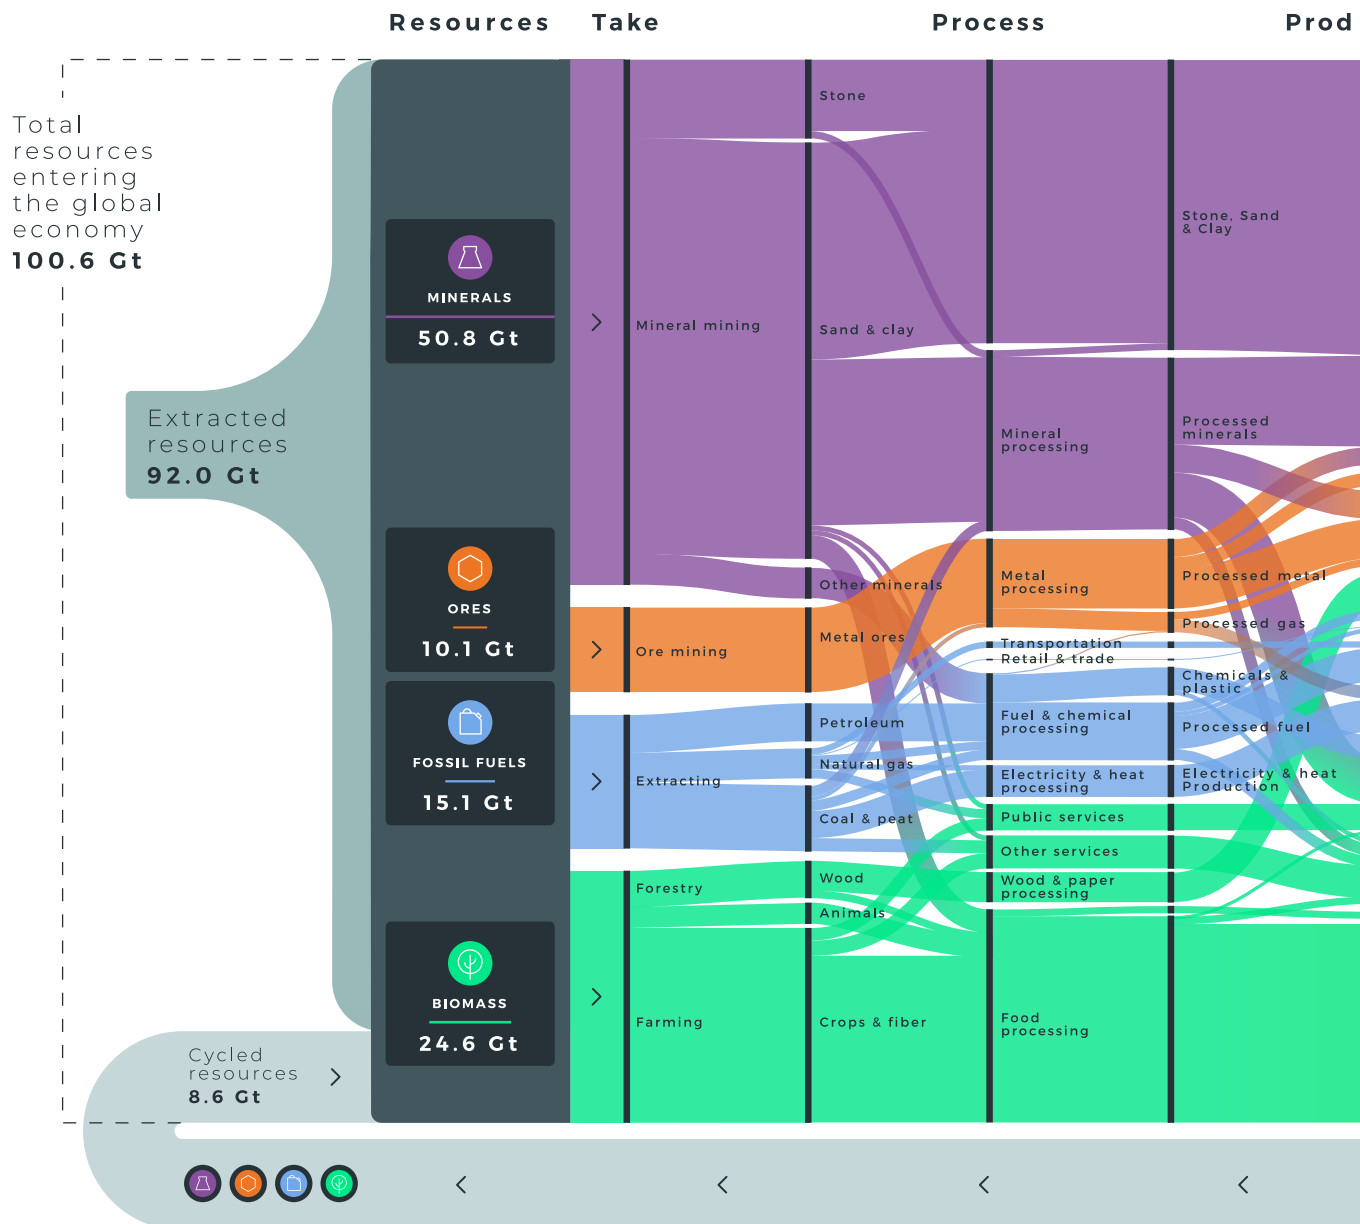 Resources
Take
Process
Prod
Total
resources
entering
the global
economy
100.6 Gt
Extracted
resources
92.0 Gt
Cycled
resources
8.6 Gt
MINERALS
50.8 Gt
ORES
10.1 Gt
FOSSIL FUELS
15.1 Gt
BIOMASS
24.6 Gt
Mineral mining
Ore mining
Extracting
Forestry
Farming
Stone
Sand & clay
Other minerals
Metal ores
Petroleum
Natural gas
Coal & peat
Wood
Animals
Crops & fiber
Mineral
processing
Metal
processing
Transportation
Retail & trade
Fuel & chemical
processing
Electricity & heat
processing
Public services
Other services
Wood & paper
processing
Food
processing
Stone, Sand
& Clay
Processed
minerals
Processed metal
Processed gas
Chemicals &
plastic
Processed fuel
Electricity & heat
Production